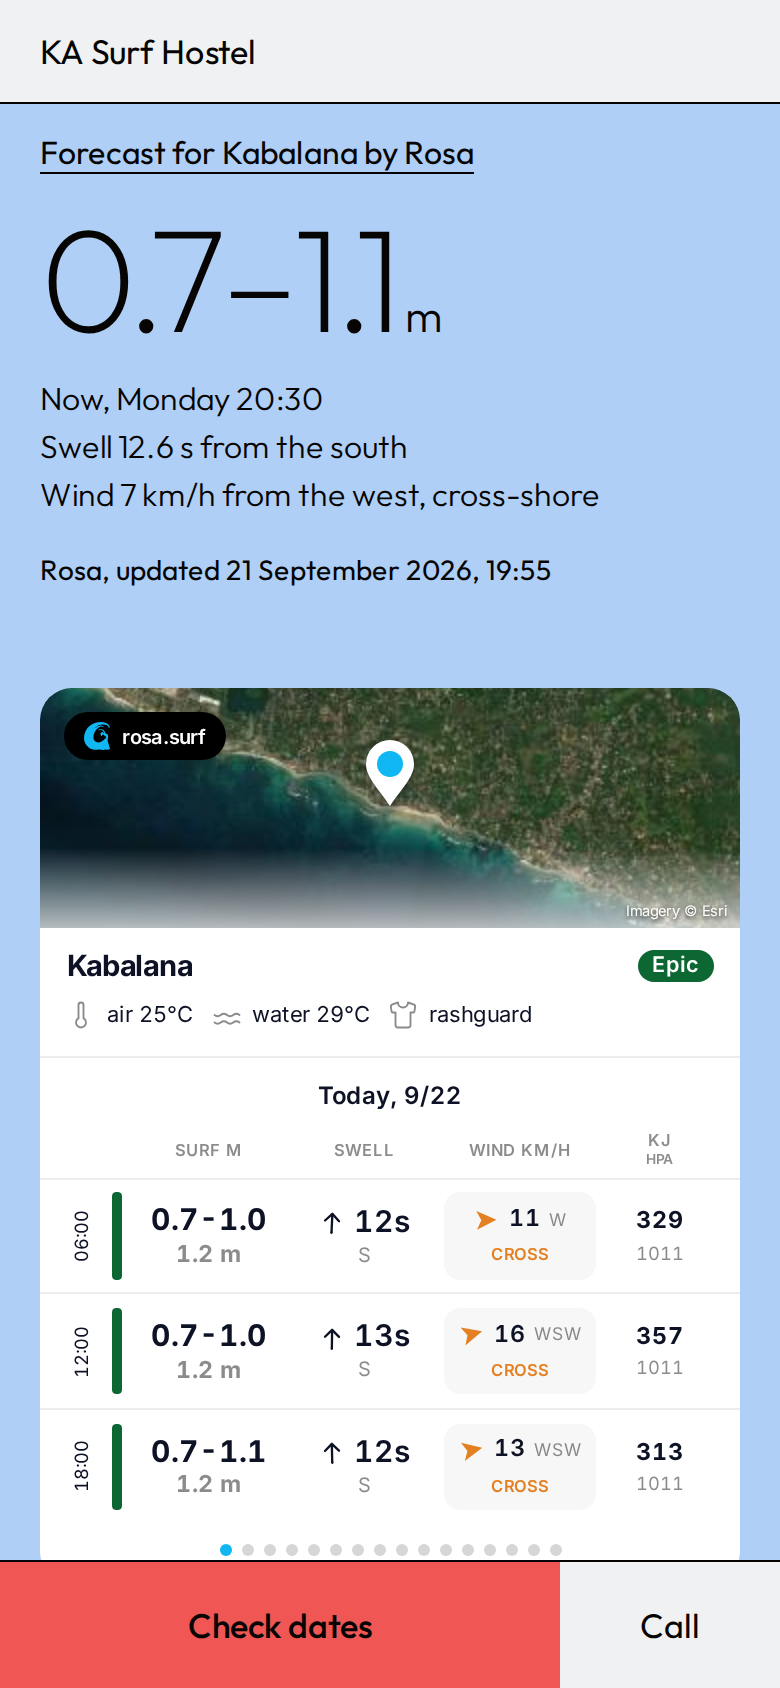 KA Surf Hostel
Forecast for Kabalana by Rosa
0.7–1.1 m
Now, Monday 20:30
Swell 12.6 s from the south
Wind 7 km/h from the west, cross-shore
Rosa, updated 21 September 2026, 19:55
rosa.surf
Imagery © Esri
Kabalana Epic
air 25°C water 29°C rashguard
Today, 9/22
SURF M SWELL WIND KM/H KJ
HPA
06:00 0.7-1.0 ↑ 12s 11 W 329
1.2 m S CROSS 1011
12:00 0.7-1.0 ↑ 13s 16 WSW 357
1.2 m S CROSS 1011
18:00 0.7-1.1 ↑ 12s 13 WSW 313
1.2 m S CROSS 1011
Check dates Call